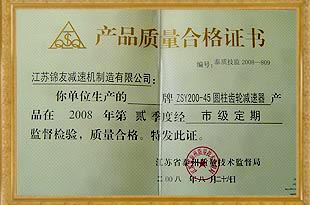 产品质量合格证书
编号：泰质技监 2008—809
江苏锦友减速机制造有限公司：
你单位生产的 牌 ZSY200-45 圆柱齿轮减速器 产
品在 2008 年第 贰 季度经 市级定期
监督检验，质量合格。特发此证。
江苏省泰州质量技术监督局
二00八年八月二十八日